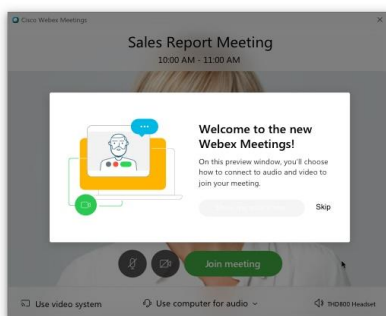 Cisco Webex Meetings
Sales Report Meeting
10:00 AM - 11:00 AM
Welcome to the new
Webex Meetings!
On this preview window, you'll choose
how to connect to audio and video to
join your meeting.
Skip
Join meeting
Use video system
Use computer for audio
THD800 Headset